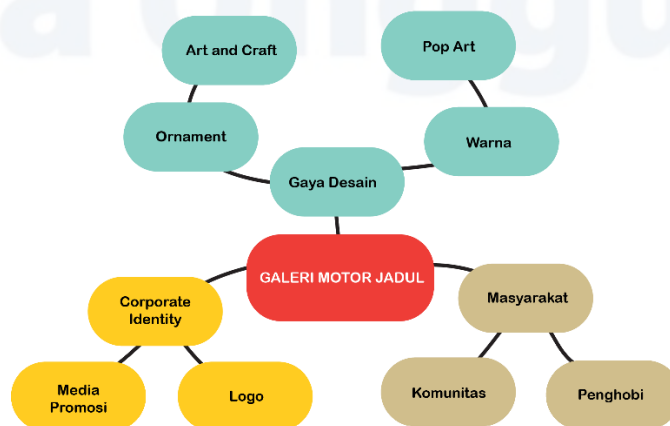 Art and Craft
Pop Art
Ornament
Warna
Gaya Desain
GALERI MOTOR JADUL
Corporate
Identity
Masyarakat
Media
Promosi
Logo
Komunitas
Penghobi